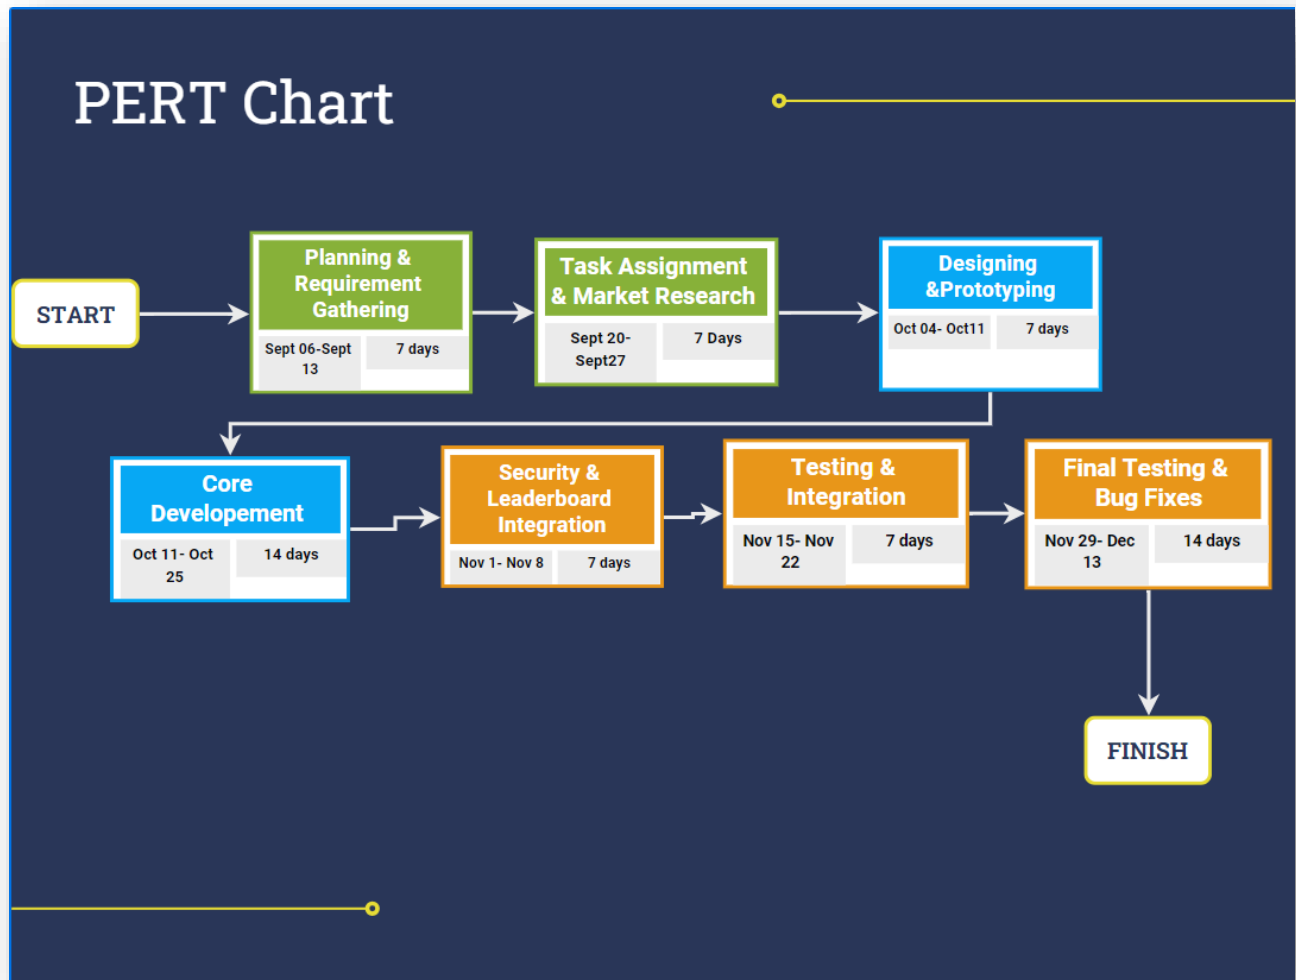 PERT Chart
START
Planning &
Requirement
Gathering
Sept 06-Sept
13
7 days
Task Assignment
& Market Research
Sept 20-
Sept27
7 Days
Designing
&Prototyping
Oct 04- Oct11
7 days
Core
Developement
Oct 11- Oct
25
14 days
Security &
Leaderboard
Integration
Nov 1- Nov 8
7 days
Testing &
Integration
Nov 15- Nov
22
7 days
Final Testing &
Bug Fixes
Nov 29- Dec
13
14 days
FINISH